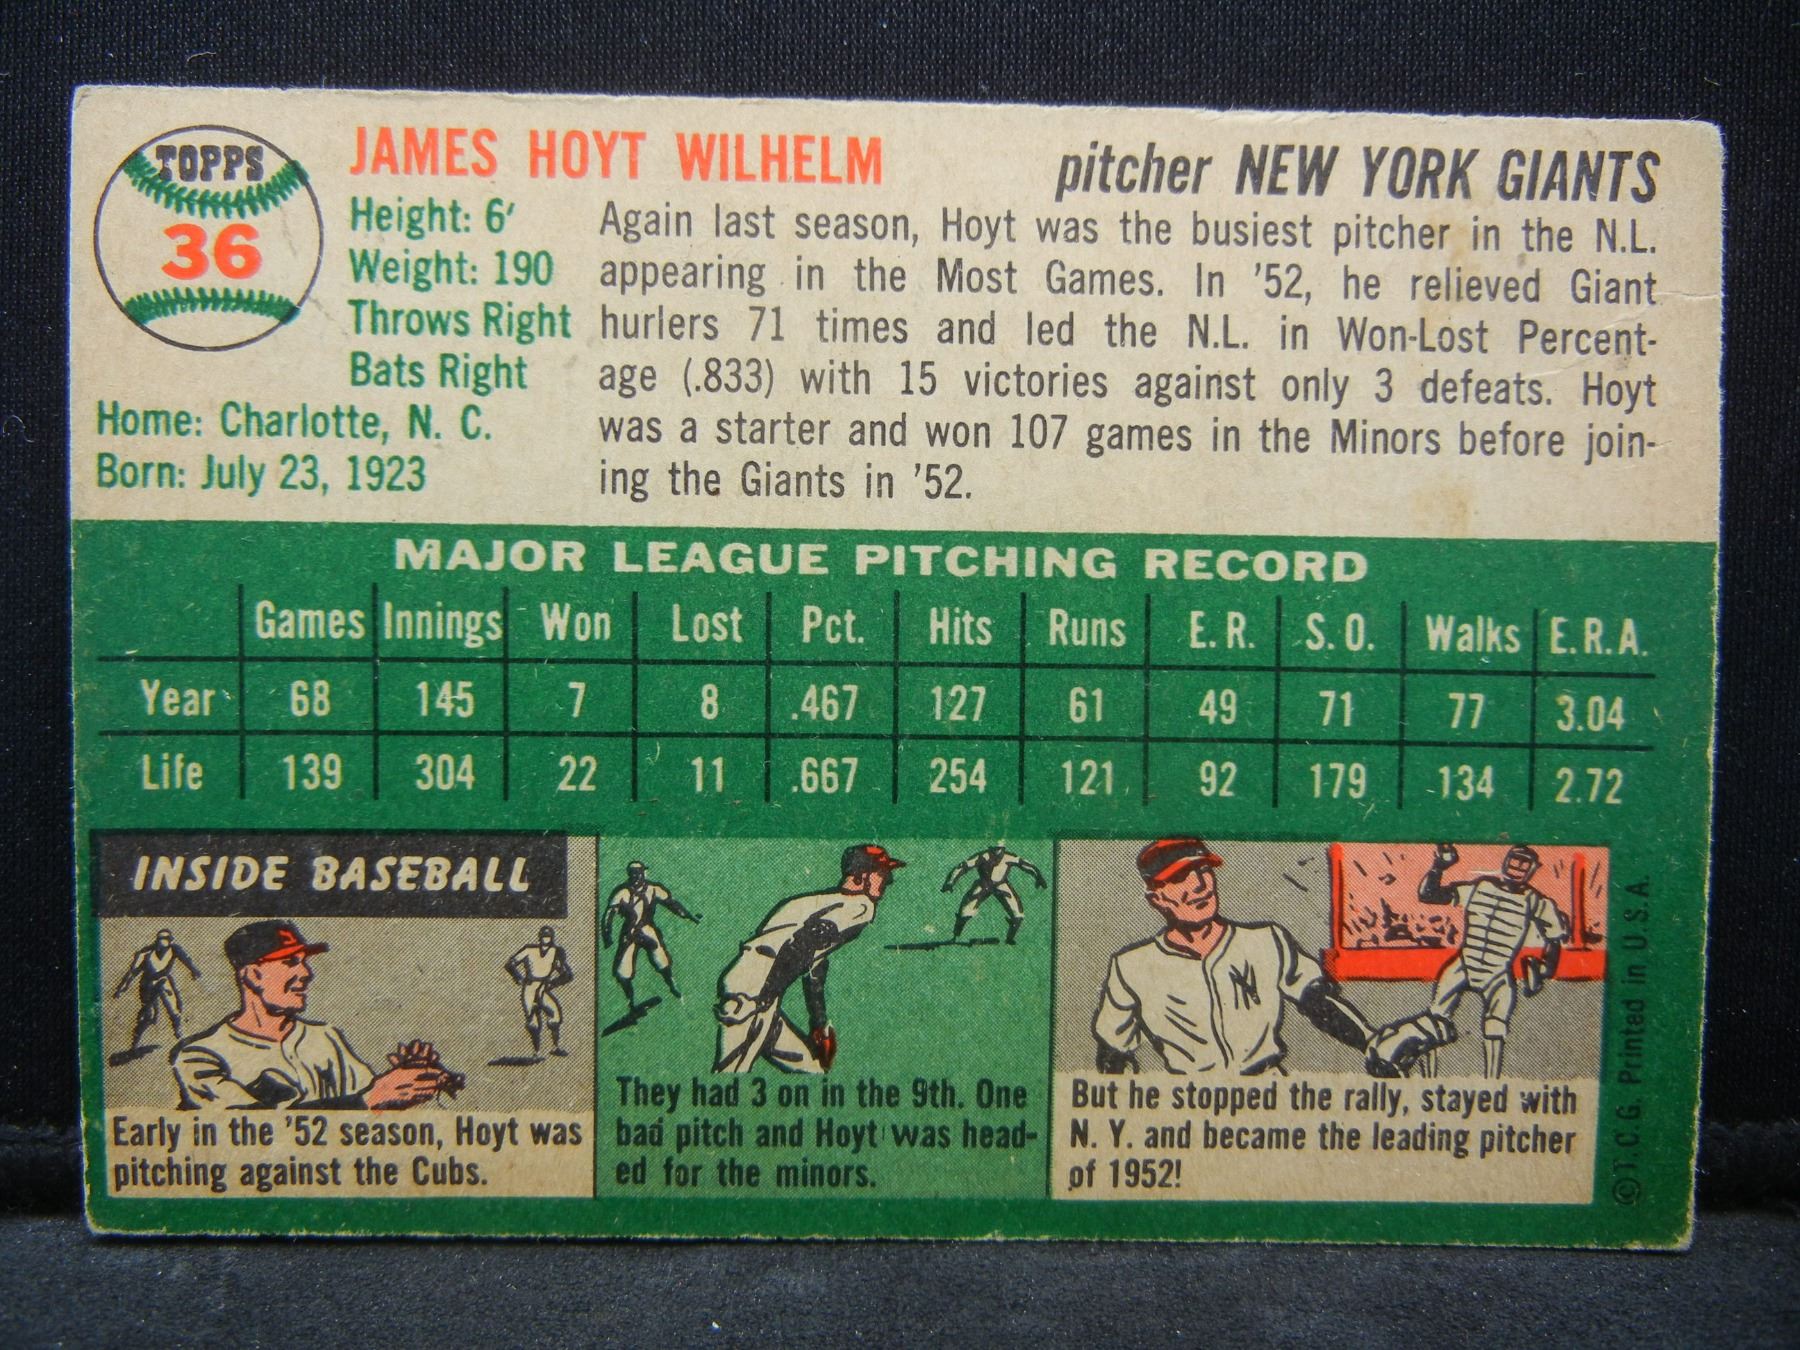 TOPPS
36
JAMES HOYT WILHELM
pitcher NEW YORK GIANTS
Height: 6'
Weight: 190
Throws Right
Bats Right
Home: Charlotte, N. C.
Born: July 23, 1923
Again last season, Hoyt was the busiest pitcher in the N.L.
appearing in the Most Games. In '52, he relieved Giant
hurlers 71 times and led the N.L. in Won-Lost Percent-
age (.833) with 15 victories against only 3 defeats. Hoyt
was a starter and won 107 games in the Minors before join-
ing the Giants in '52.
MAJOR LEAGUE PITCHING RECORD
Games Innings Won Lost Pct. Hits Runs E. R. S. O. Walks E. R. A.
Year 68 145 7 8 .467 127 61 49 71 77 3.04
Life 139 304 22 11 .667 254 121 92 179 134 2.72
INSIDE BASEBALL
Early in the '52 season, Hoyt was
pitching against the Cubs.
They had 3 on in the 9th. One
bad pitch and Hoyt was head-
ed for the minors.
NY
But he stopped the rally, stayed with
N. Y. and became the leading pitcher
of 1952!
© T. C. G. Printed in U. S. A.